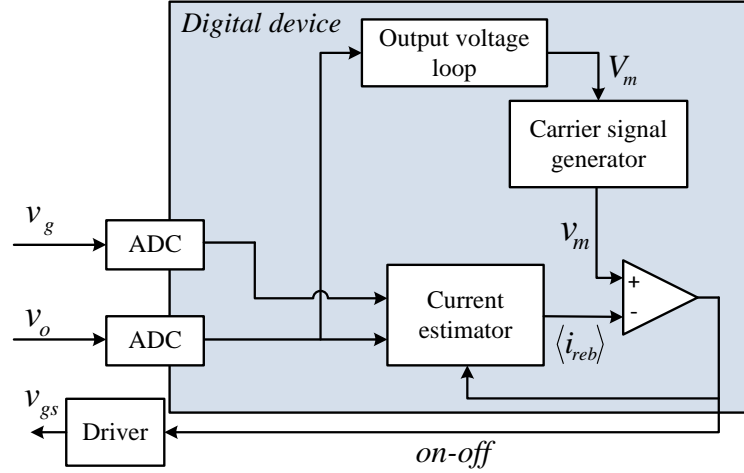 Digital device
Output voltage
loop
V_m
Carrier signal
generator
v_g
ADC
v_m
+
-
Current
estimator
⟨i_reb⟩
v_o
ADC
v_gs
Driver
on-off